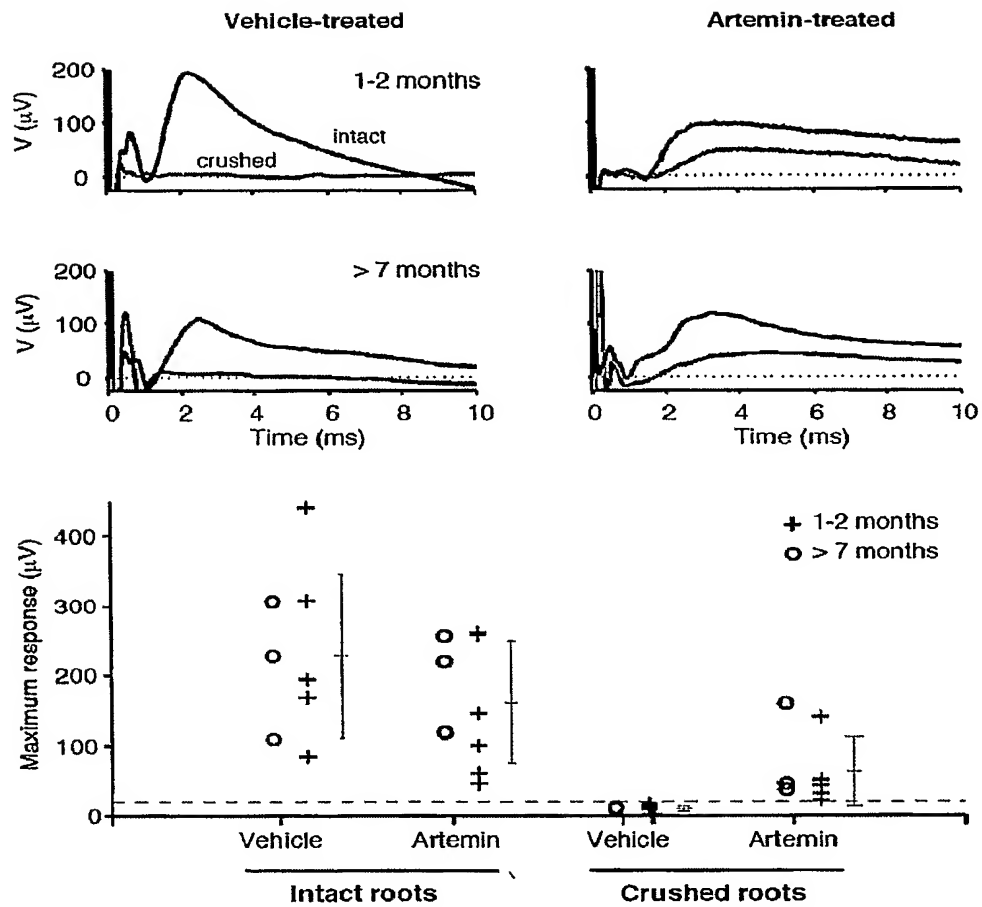 Vehicle-treated
Artemin-treated
1-2 months
V (µV)
200
100
0
intact
crushed
> 7 months
V (µV)
200
100
0
0 2 4 6 8 10
Time (ms)
0 2 4 6 8 10
Time (ms)
Maximum response (µV)
400
300
200
100
0
+ 1-2 months
o > 7 months
Vehicle Artemin Vehicle Artemin
Intact roots Crushed roots